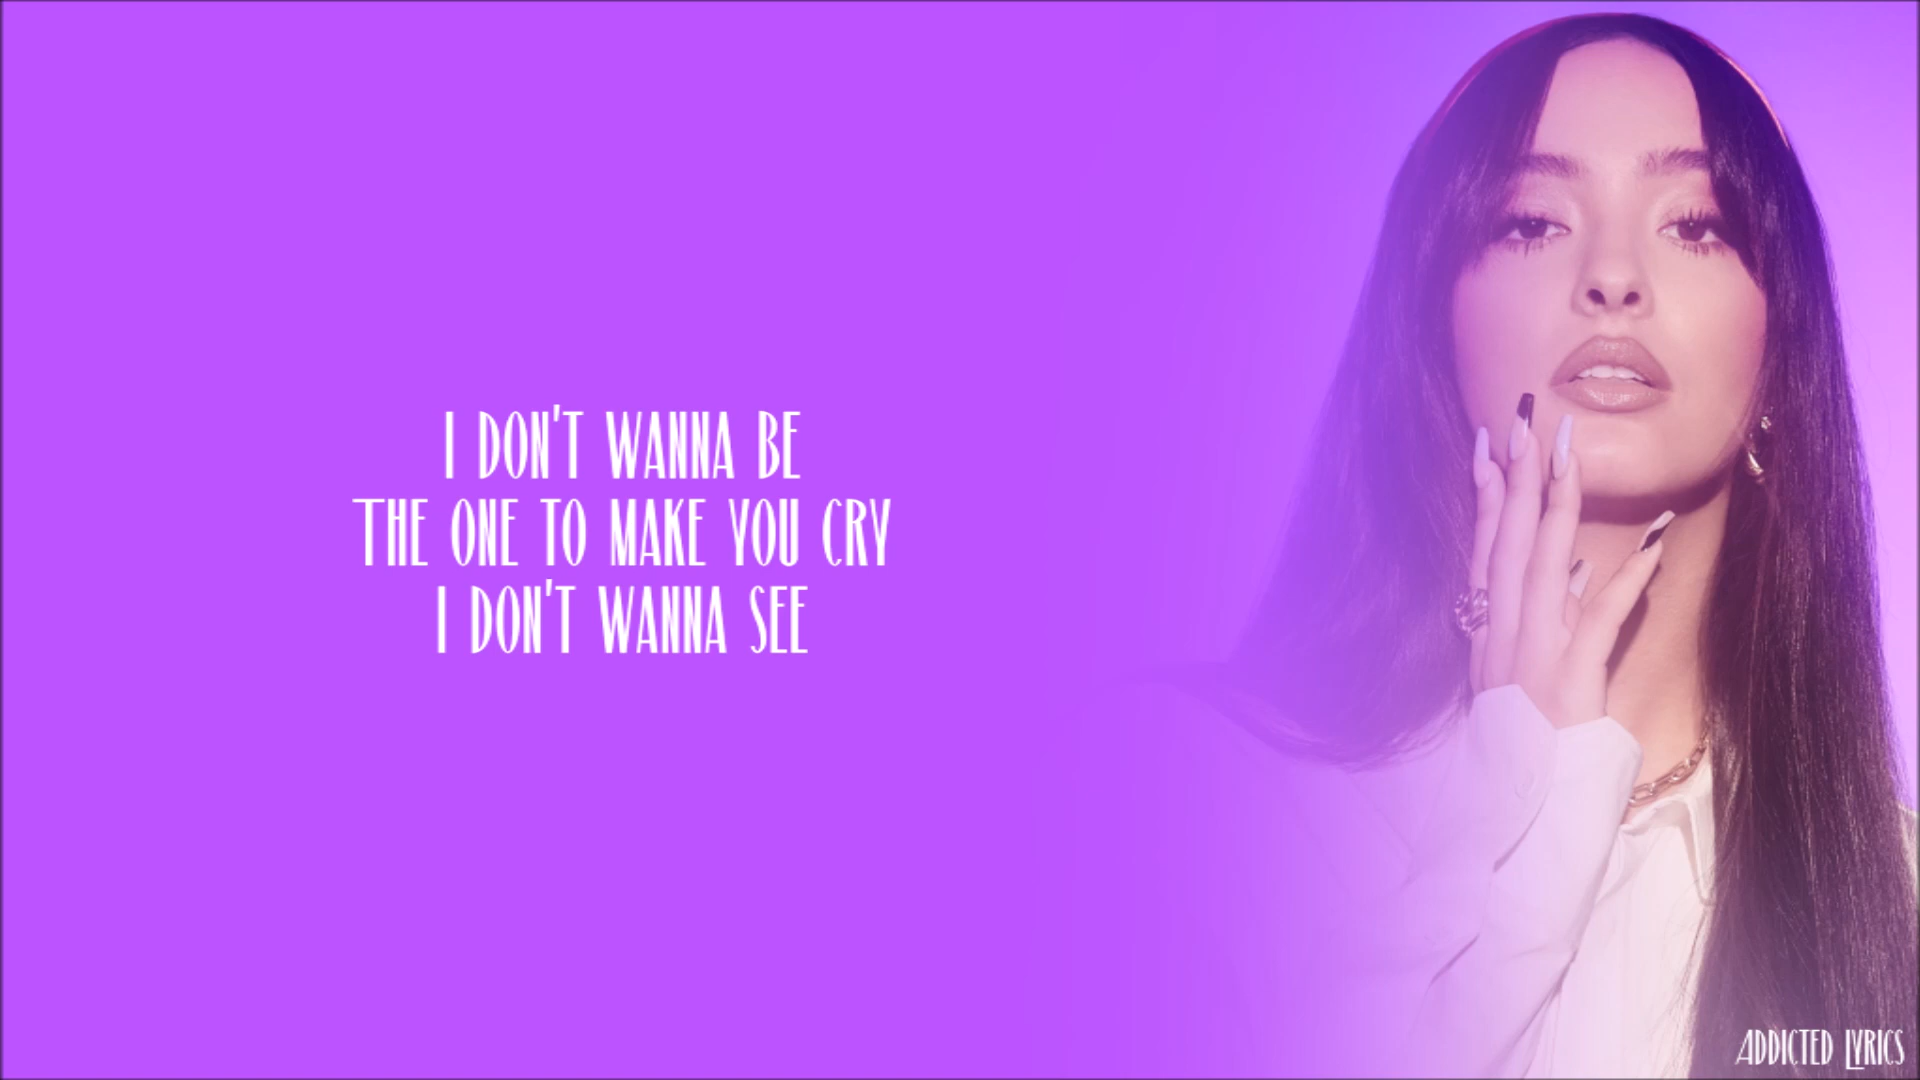 I DON'T WANNA BE
THE ONE TO MAKE YOU CRY
I DON'T WANNA SEE
ADDICTED LYRICS